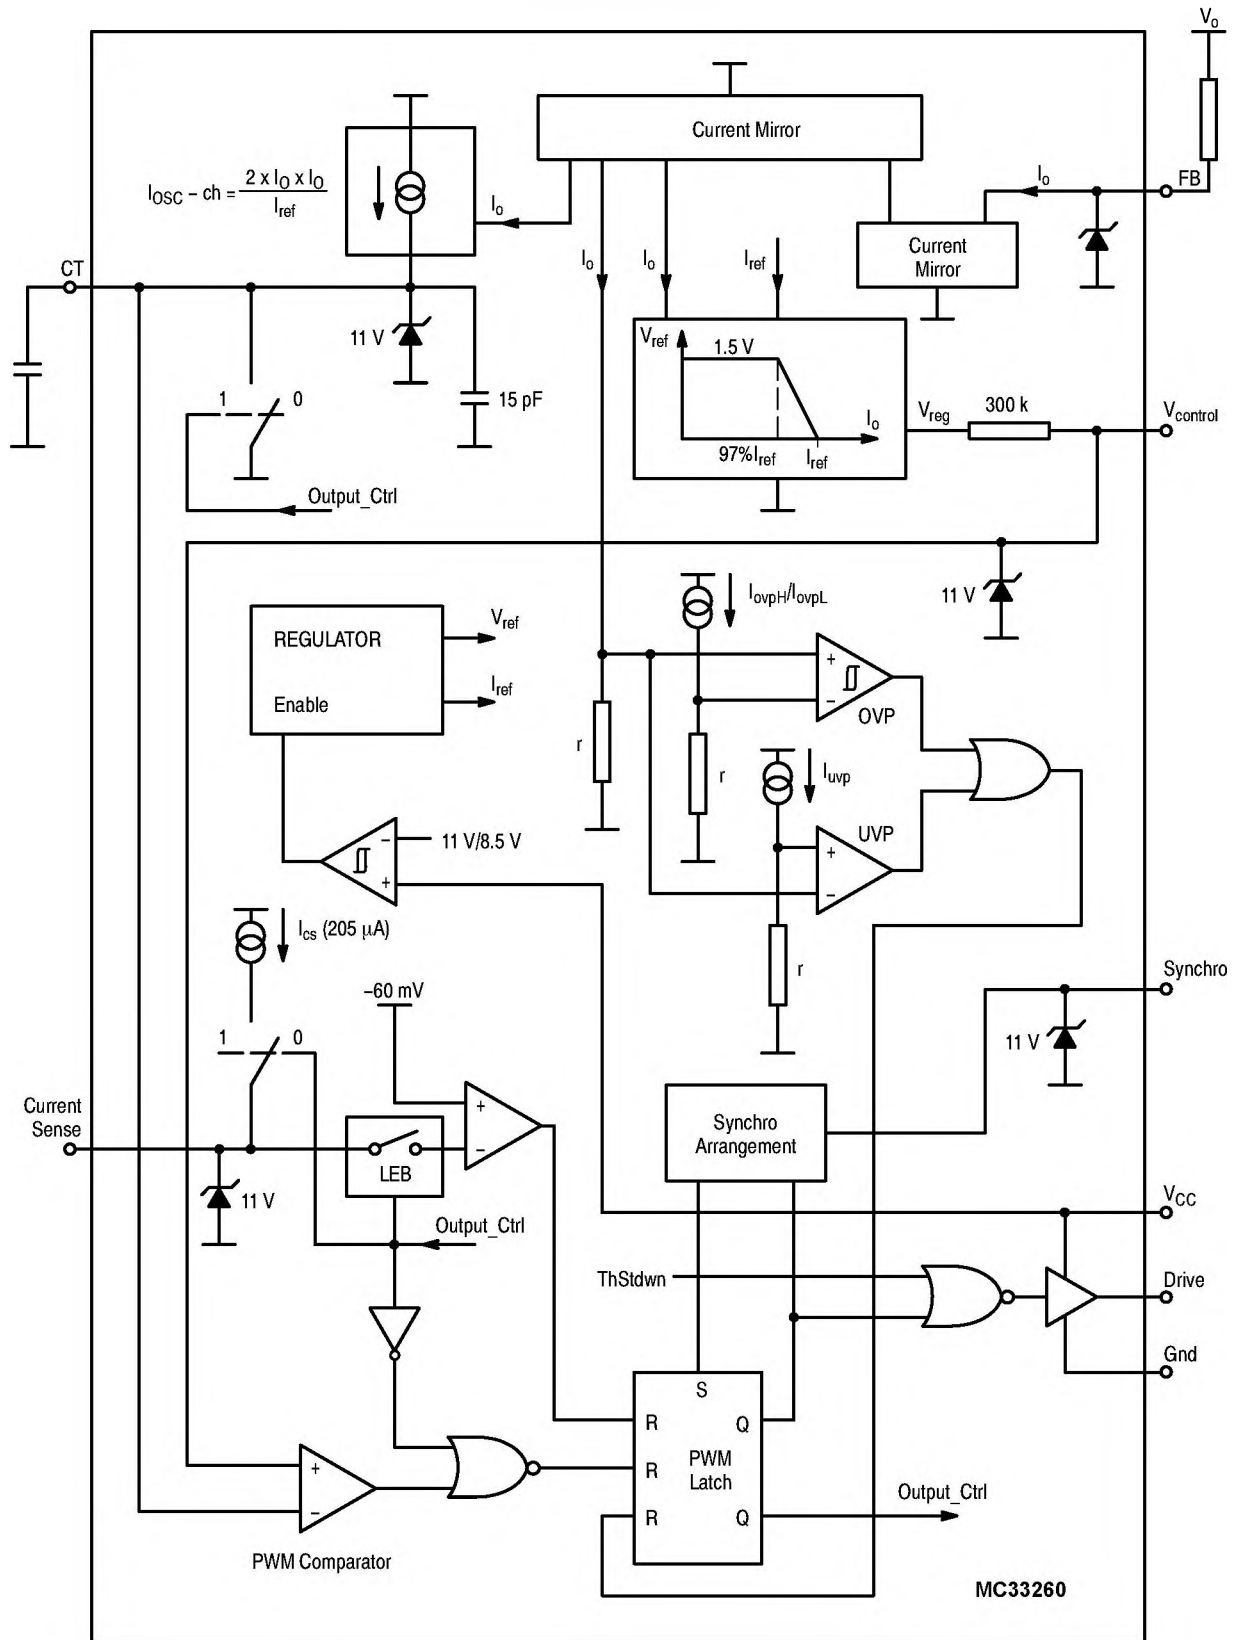 Vo
Current Mirror
IOSC – ch = 2 x IO x IO / Iref
Io
Io
FB
Current
Mirror
CT
Io
Io
Iref
11 V
Vref
1.5 V
1
0
15 pF
Io
Vreg
300 k
Vcontrol
97%Iref
Iref
Output_Ctrl
11 V
IovpH/IovpL
REGULATOR
Vref
+
–
OVP
Iref
Enable
r
r
Iuvp
–
11 V/8.5 V
+
UVP
+
–
Ics (205 µA)
r
Synchro
–60 mV
1
0
11 V
Current
Sense
+
–
Synchro
Arrangement
LEB
11 V
VCC
Output_Ctrl
ThStdwn
Drive
Gnd
S
R
Q
+
R
PWM
Latch
–
R
Q
Output_Ctrl
PWM Comparator
MC33260